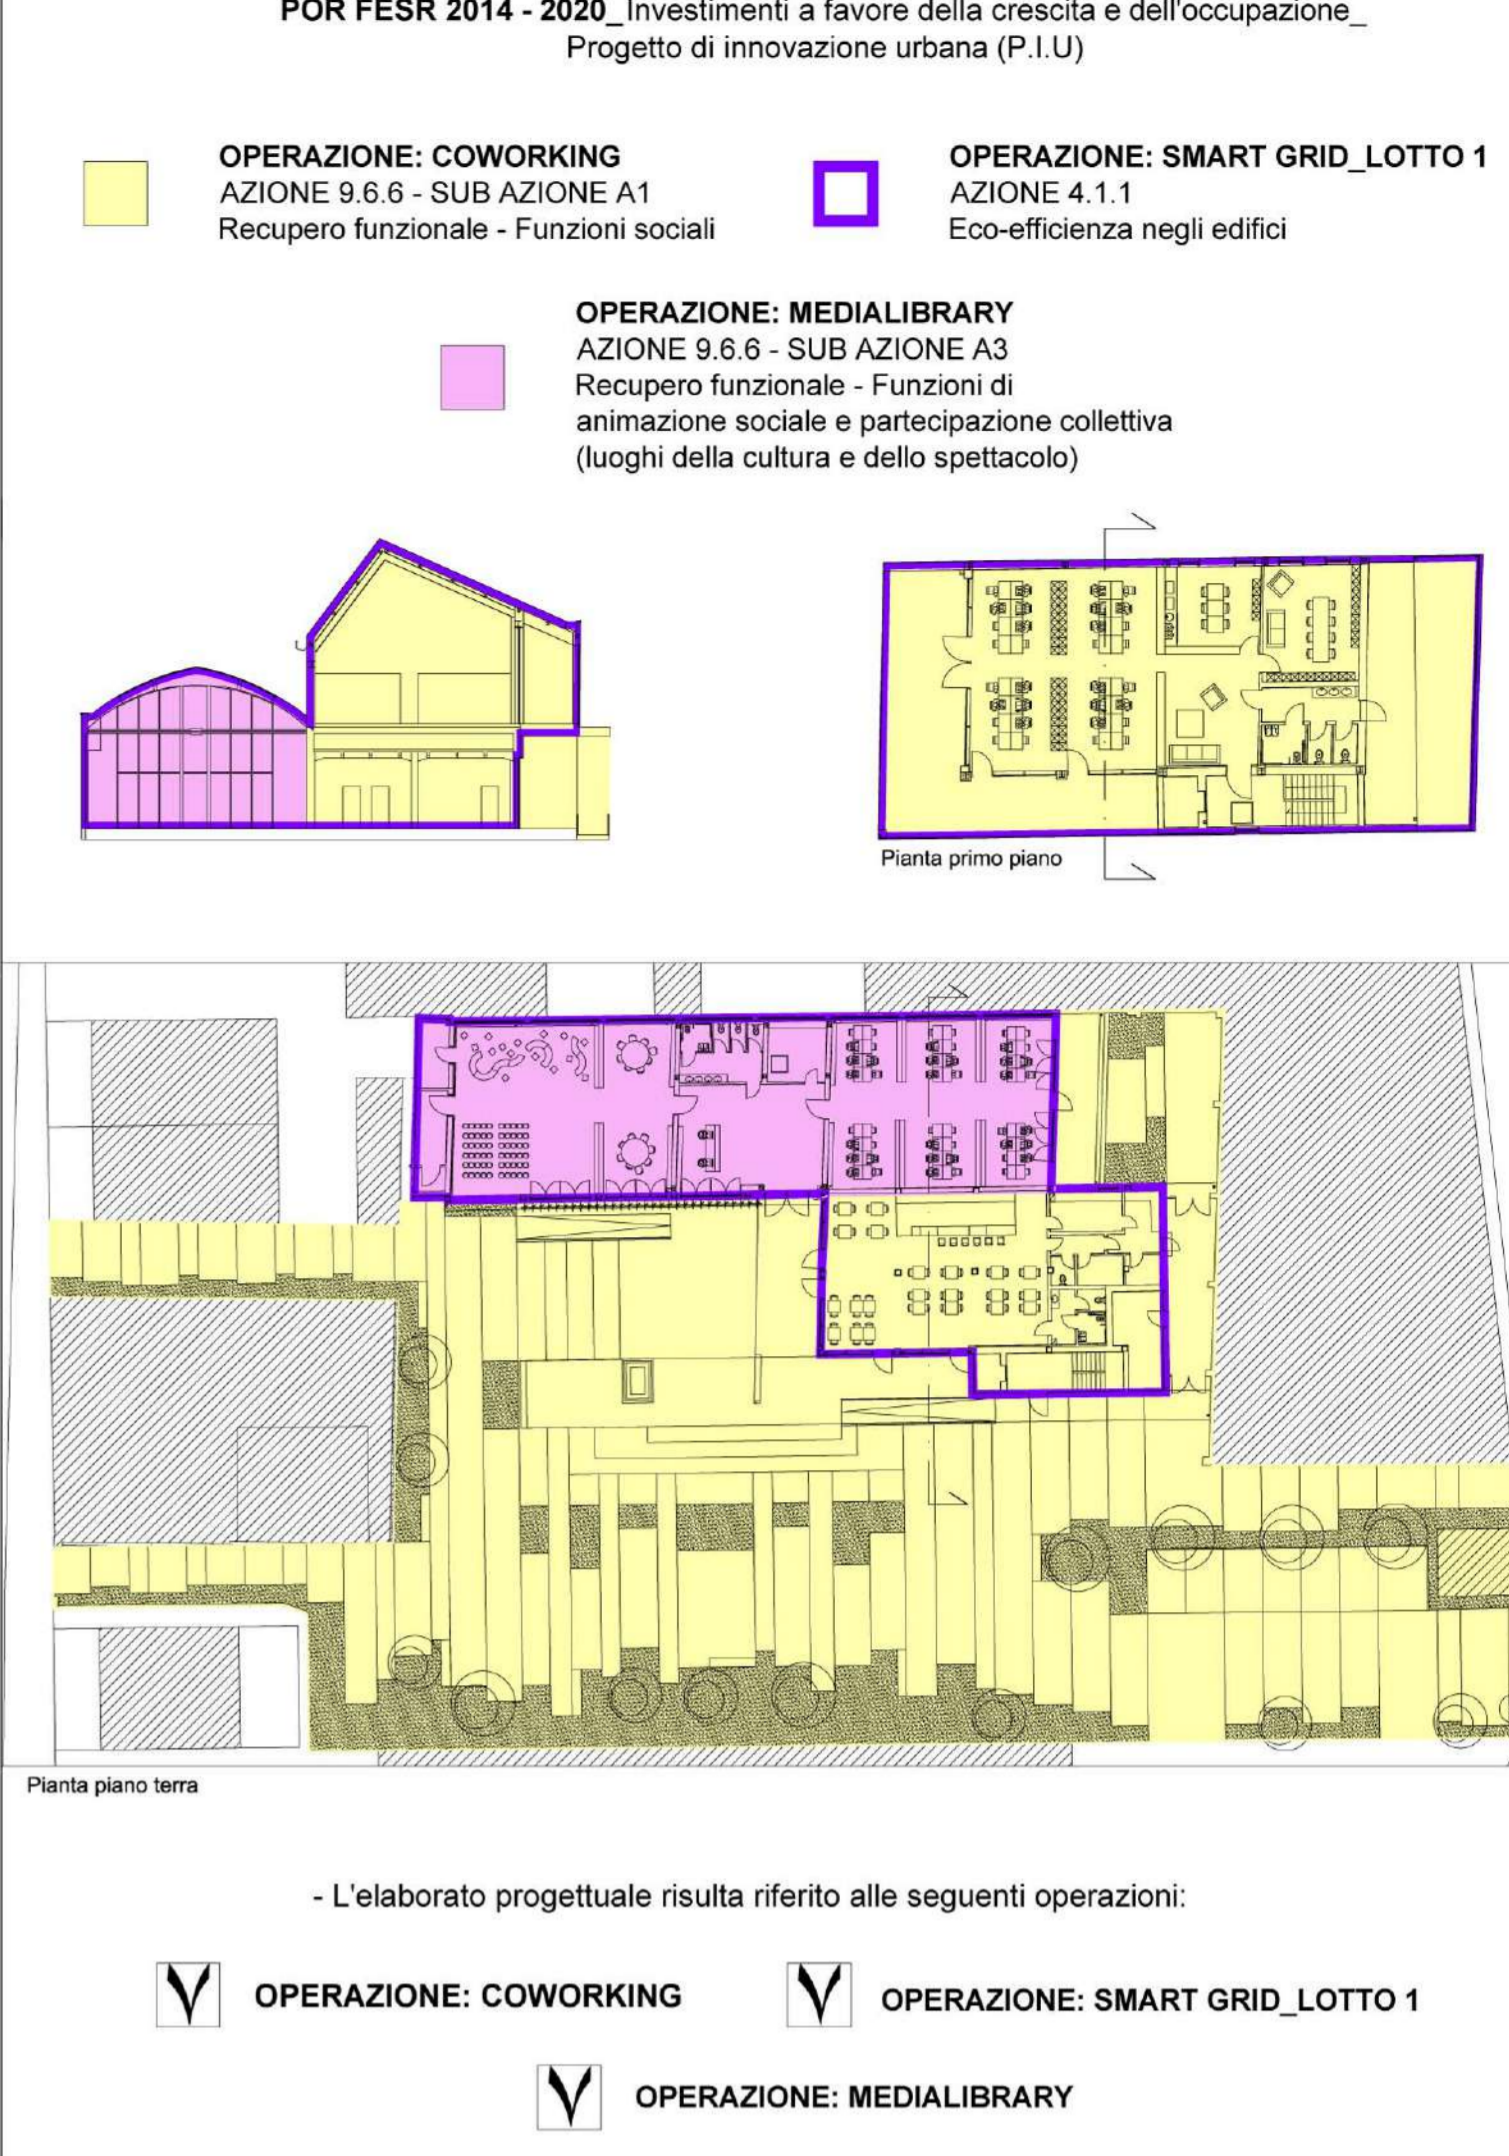 POR FESR 2014 - 2020_Investimenti a favore della crescita e dell'occupazione_
Progetto di innovazione urbana (P.I.U)
OPERAZIONE: COWORKING
AZIONE 9.6.6 - SUB AZIONE A1
Recupero funzionale - Funzioni sociali
OPERAZIONE: SMART GRID_LOTTO 1
AZIONE 4.1.1
Eco-efficienza negli edifici
OPERAZIONE: MEDIALIBRARY
AZIONE 9.6.6 - SUB AZIONE A3
Recupero funzionale - Funzioni di
animazione sociale e partecipazione collettiva
(luoghi della cultura e dello spettacolo)
Pianta primo piano
Pianta piano terra
- L'elaborato progettuale risulta riferito alle seguenti operazioni:
OPERAZIONE: COWORKING
OPERAZIONE: SMART GRID_LOTTO 1
OPERAZIONE: MEDIALIBRARY